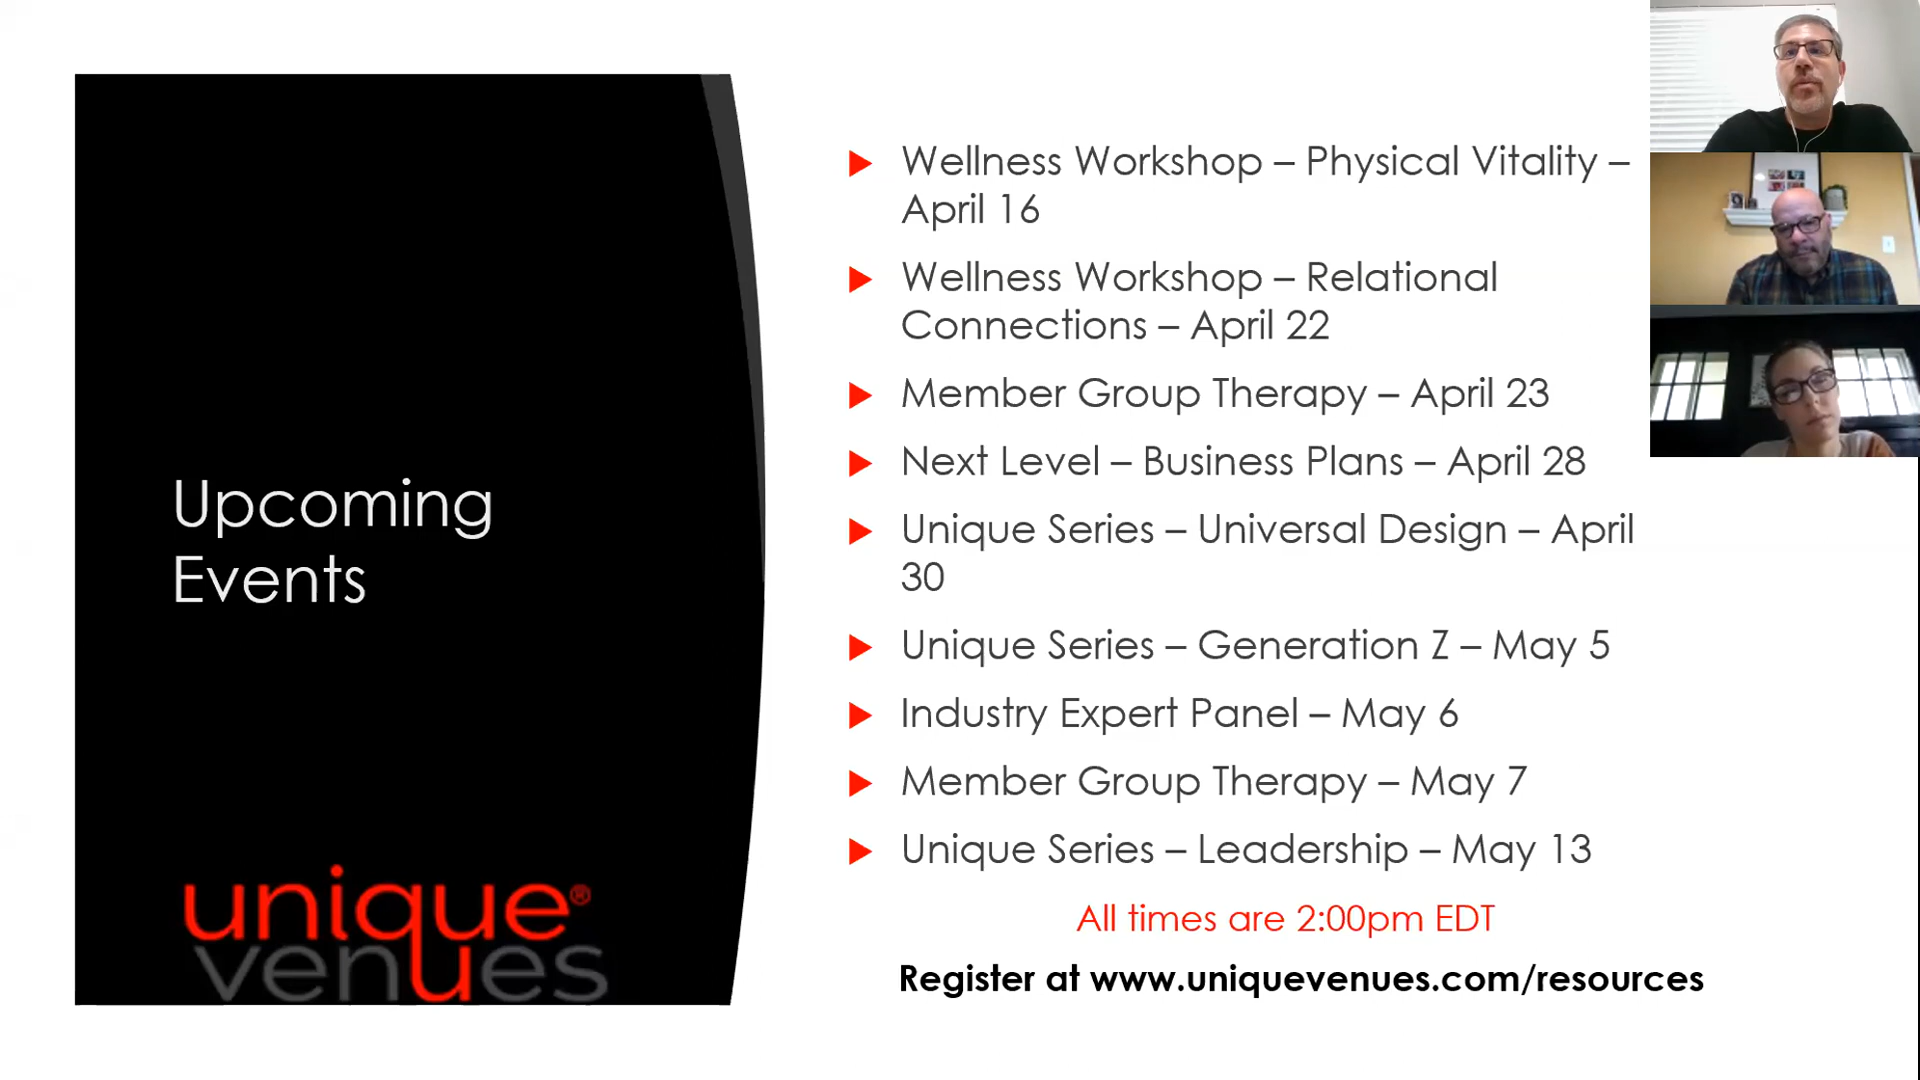 Upcoming
Events
unique®
venues
Wellness Workshop – Physical Vitality –
April 16
Wellness Workshop – Relational
Connections – April 22
Member Group Therapy – April 23
Next Level – Business Plans – April 28
Unique Series – Universal Design – April
30
Unique Series – Generation Z – May 5
Industry Expert Panel – May 6
Member Group Therapy – May 7
Unique Series – Leadership – May 13
All times are 2:00pm EDT
Register at www.uniquevenues.com/resources